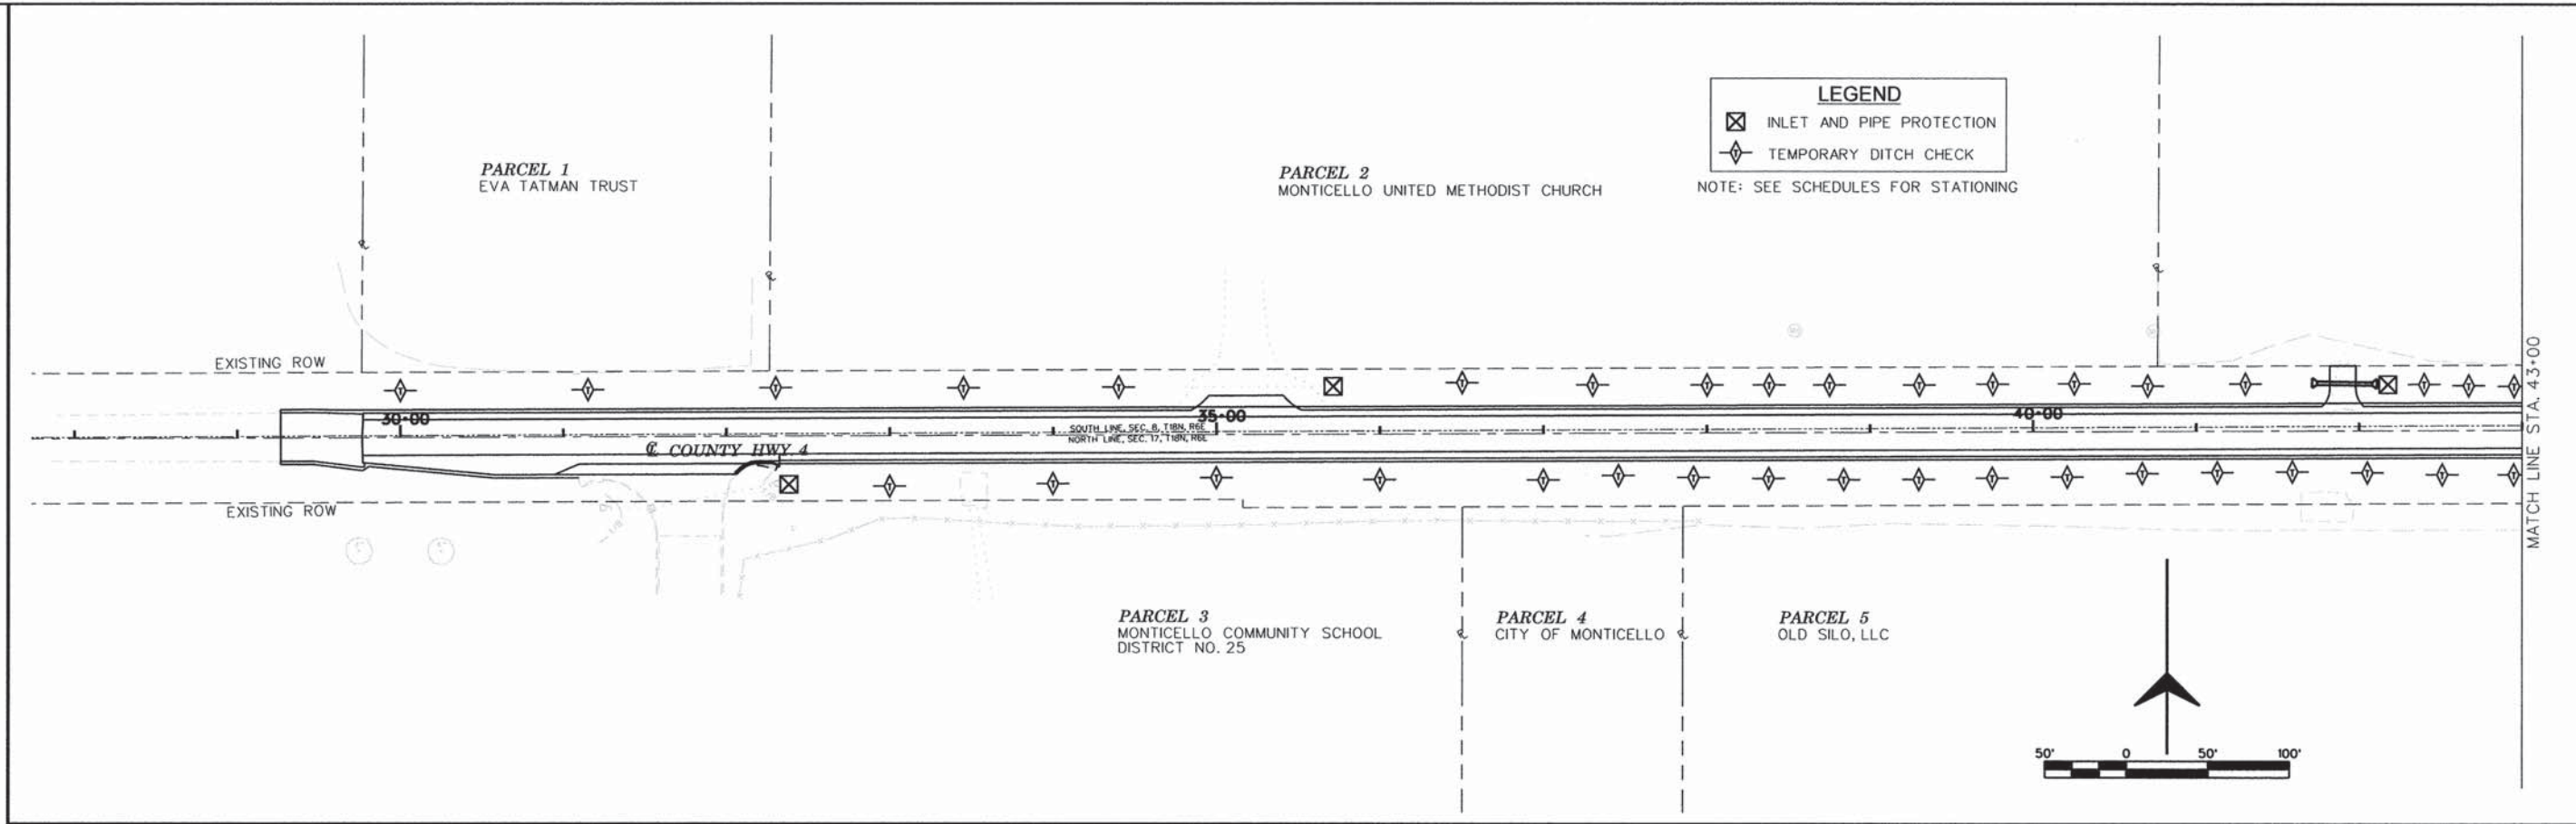 LEGEND
INLET AND PIPE PROTECTION
T TEMPORARY DITCH CHECK
NOTE: SEE SCHEDULES FOR STATIONING
PARCEL 1
EVA TATMAN TRUST
PARCEL 2
MONTICELLO UNITED METHODIST CHURCH
EXISTING ROW
30+00
35+00
40+00
SOUTH LINE, SEC. 8, T18N, R6E
NORTH LINE, SEC. 17, T18N, R6E
℄ COUNTY HWY. 4
EXISTING ROW
MATCH LINE STA. 43+00
PARCEL 3
MONTICELLO COMMUNITY SCHOOL
DISTRICT NO. 25
PARCEL 4
CITY OF MONTICELLO
PARCEL 5
OLD SILO, LLC
50' 0 50' 100'